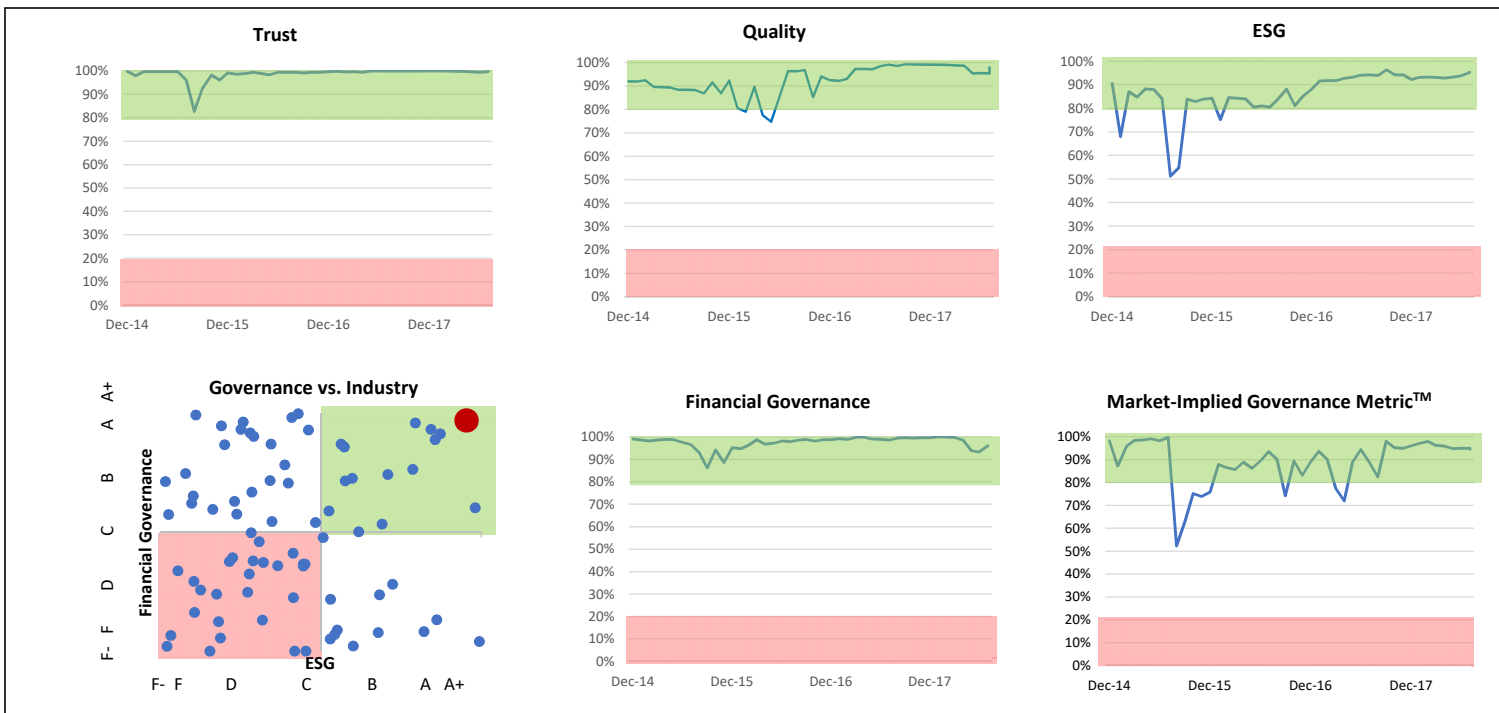 Trust
100%
90%
80%
70%
60%
50%
40%
30%
20%
10%
0%
Dec-14 Dec-15 Dec-16 Dec-17
Quality
100%
90%
80%
70%
60%
50%
40%
30%
20%
10%
0%
Dec-14 Dec-15 Dec-16 Dec-17
ESG
100%
90%
80%
70%
60%
50%
40%
30%
20%
10%
0%
Dec-14 Dec-15 Dec-16 Dec-17
Governance vs. Industry
Financial Governance
A+
A
B
C
D
F
F-
ESG
F- F D C B A A+
Financial Governance
100%
90%
80%
70%
60%
50%
40%
30%
20%
10%
0%
Dec-14 Dec-15 Dec-16 Dec-17
Market-Implied Governance Metric™
100%
90%
80%
70%
60%
50%
40%
30%
20%
10%
0%
Dec-14 Dec-15 Dec-16 Dec-17